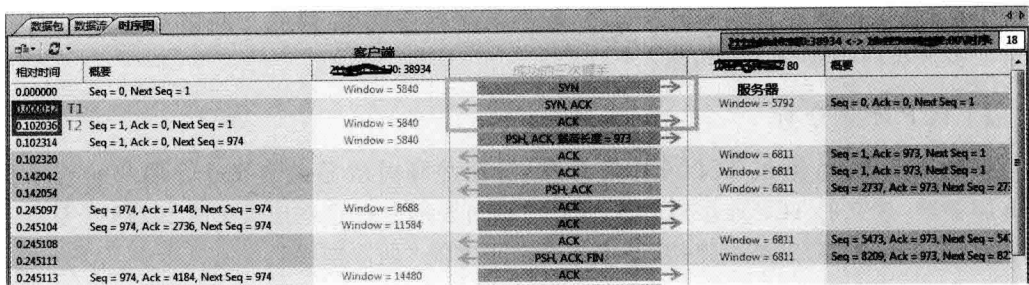 数据包 数据流 时序图
:38934 <-> 18
客户端
相对时间 概要 :38934 80 概要
服务器
0.000000 Seq = 0, Next Seq = 1 Window = 5840 SYN
T1 SYN, ACK Window = 5792 Seq = 0, Ack = 0, Next Seq = 1
0.102036 T2 Seq = 1, Ack = 0, Next Seq = 1 Window = 5840 ACK
0.102314 Seq = 1, Ack = 0, Next Seq = 974 Window = 5840 PSH, ACK, 载荷长度 = 973
0.102320 ACK Window = 6811 Seq = 1, Ack = 973, Next Seq = 1
0.142042 ACK Window = 6811 Seq = 1, Ack = 973, Next Seq = 1
0.142054 PSH, ACK Window = 6811 Seq = 2737, Ack = 973, Next Seq = 27
0.245097 Seq = 974, Ack = 1448, Next Seq = 974 Window = 8688 ACK
0.245104 Seq = 974, Ack = 2736, Next Seq = 974 Window = 11584 ACK
0.245108 ACK Window = 6811 Seq = 5473, Ack = 973, Next Seq = 54
0.245111 PSH, ACK, FIN Window = 6811 Seq = 8209, Ack = 973, Next Seq = 82
0.245113 Seq = 974, Ack = 4184, Next Seq = 974 Window = 14480 ACK